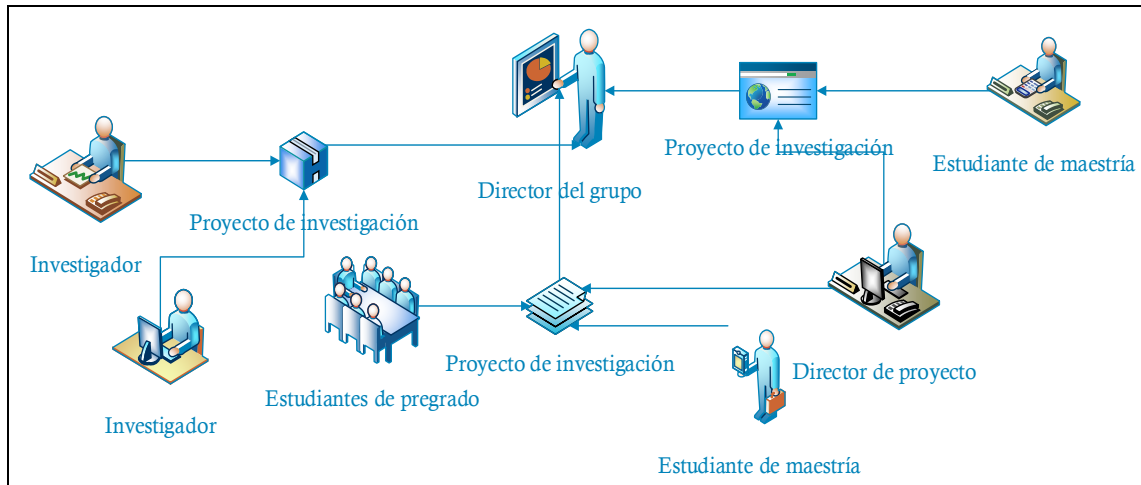 Proyecto de investigación
Estudiante de maestría
Director del grupo
Proyecto de investigación
Investigador
Proyecto de investigación
Director de proyecto
Estudiantes de pregrado
Investigador
Estudiante de maestría